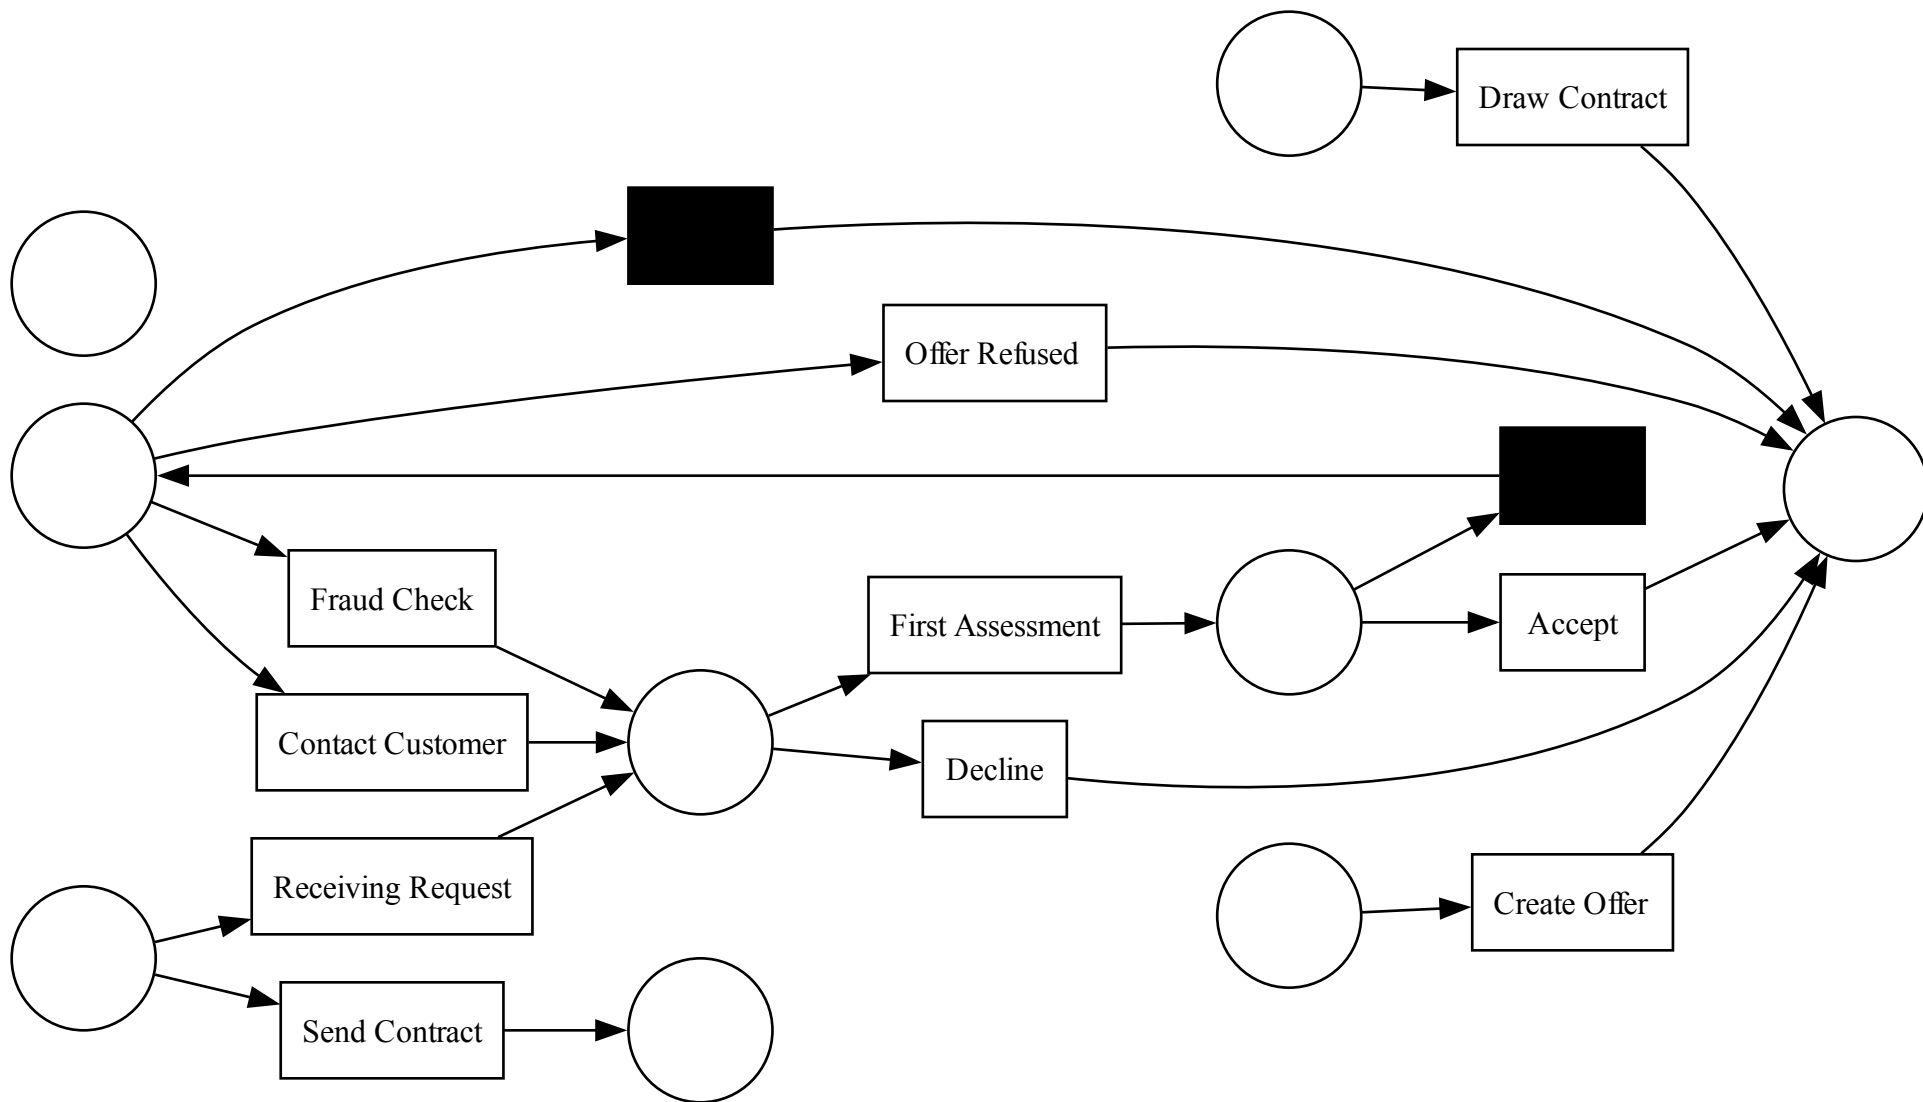 Draw Contract
Offer Refused
Fraud Check
First Assessment
Accept
Contact Customer
Decline
Receiving Request
Create Offer
Send Contract